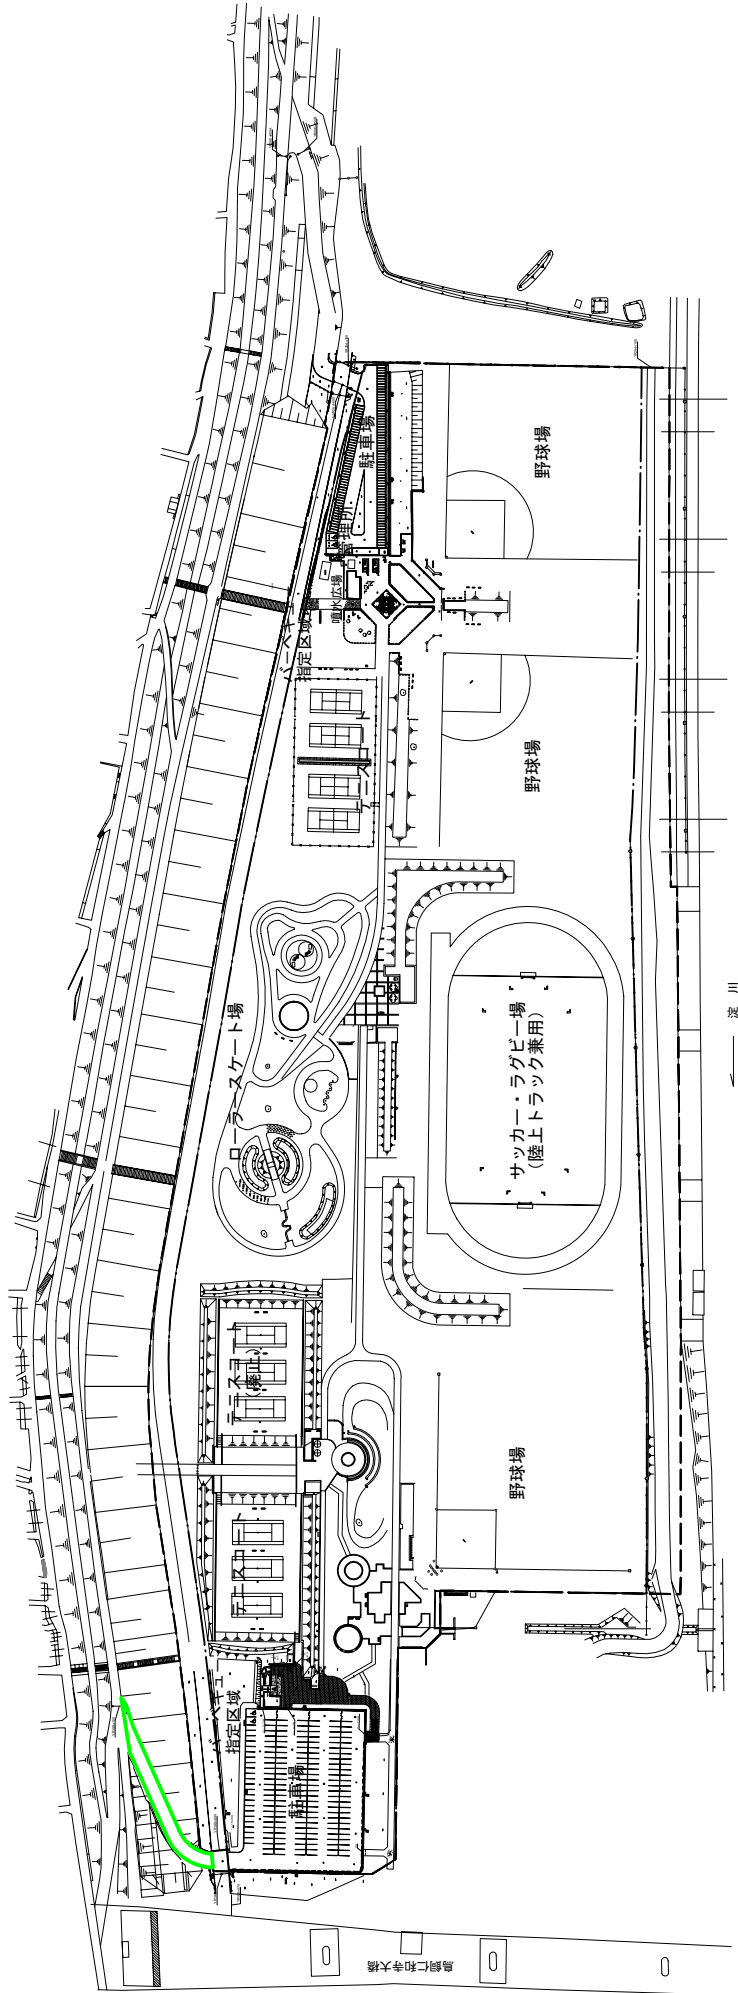 駐車場
野球場
管理所
噴水広場
バーベキュー
指定区域
テニスコート
野球場
ローラースケート場
サッカー・ラグビー場
(陸上トラック兼用)
淀 川
テニスコート
(廃止)
野球場
テニスコート
バーベキュー
指定区域
駐車場
鳥飼仁和寺大橋